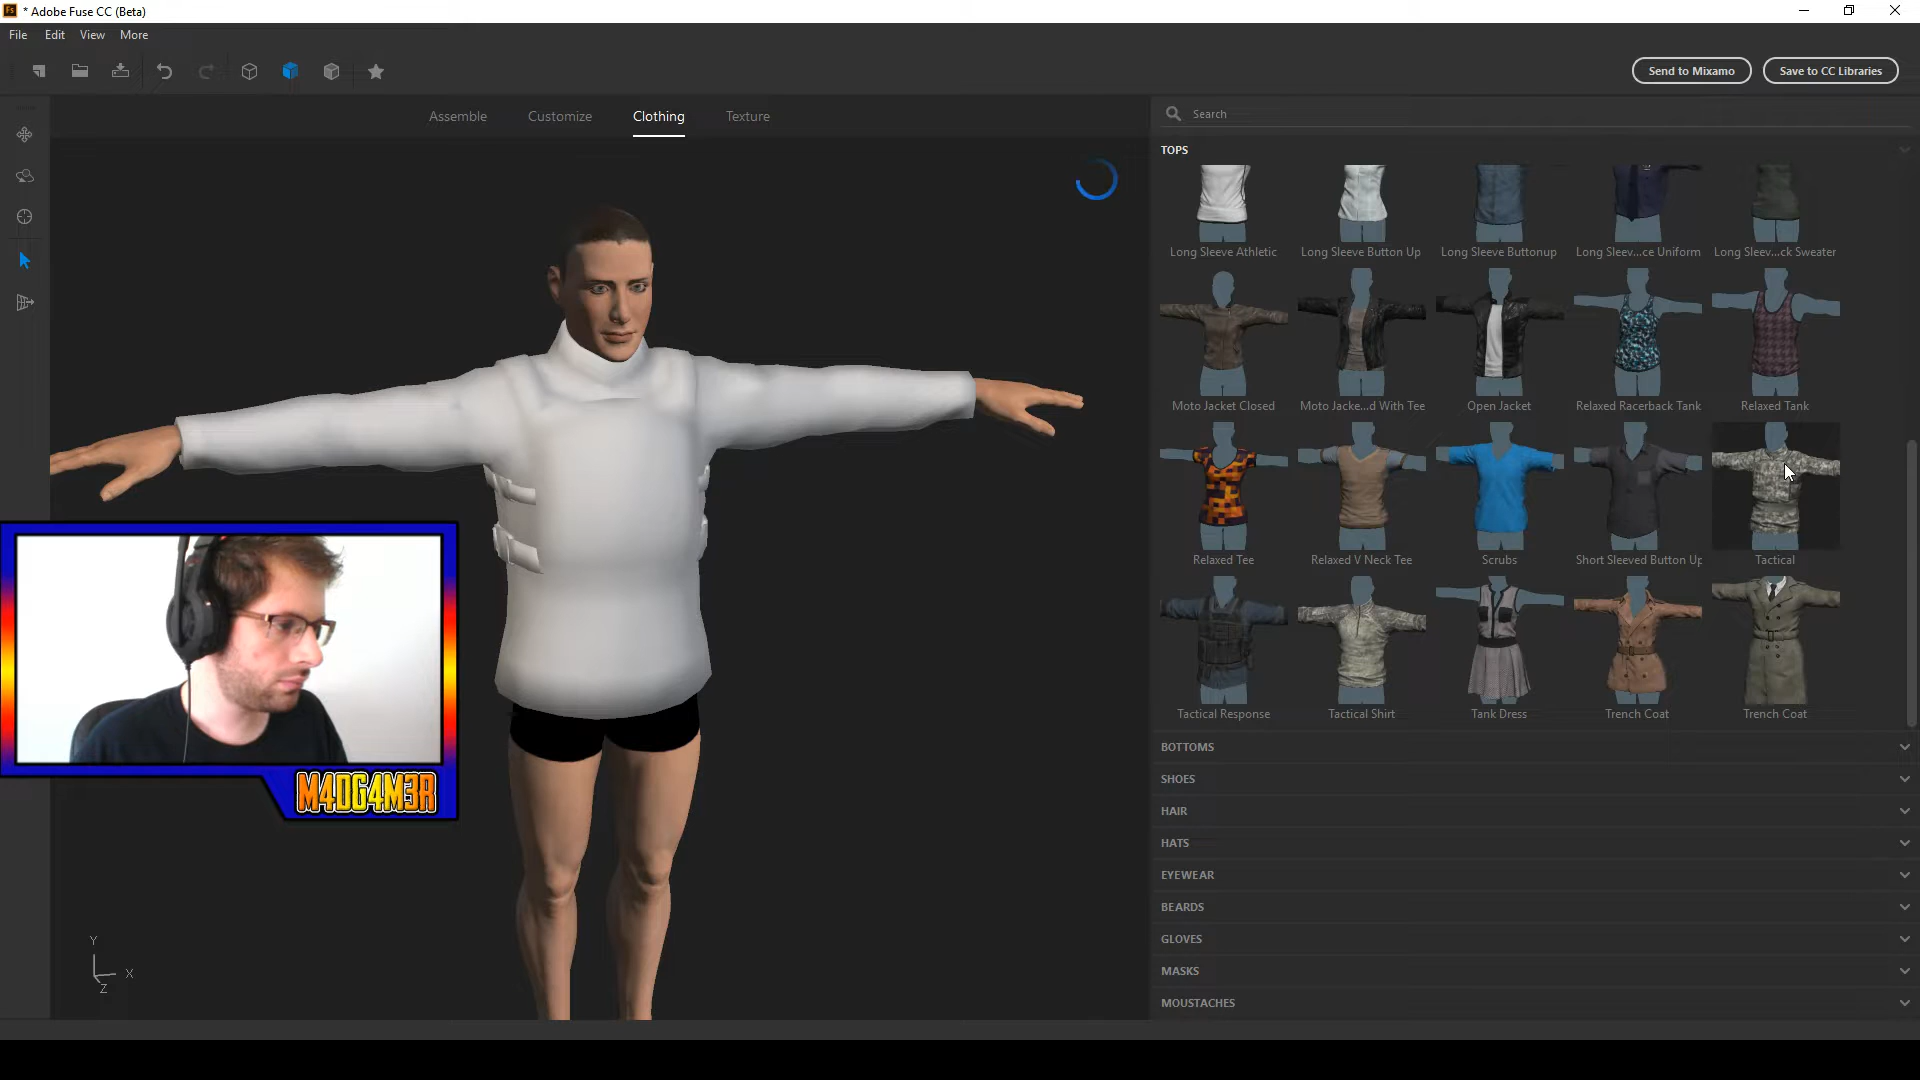 * Adobe Fuse CC (Beta)
File Edit View More
Send to Mixamo Save to CC Libraries
Assemble Customize Clothing Texture
Search
TOPS
Long Sleeve Athletic Long Sleeve Button Up Long Sleeve Buttonup Long Sleev...ce Uniform Long Sleev...ck Sweater
Moto Jacket Closed Moto Jacke...d With Tee Open Jacket Relaxed Racerback Tank Relaxed Tank
Relaxed Tee Relaxed V Neck Tee Scrubs Short Sleeved Button Up Tactical
Tactical Response Tactical Shirt Tank Dress Trench Coat Trench Coat
BOTTOMS
SHOES
HAIR
HATS
EYEWEAR
BEARDS
GLOVES
MASKS
MOUSTACHES
M4DG4M3R
Y
X
Z